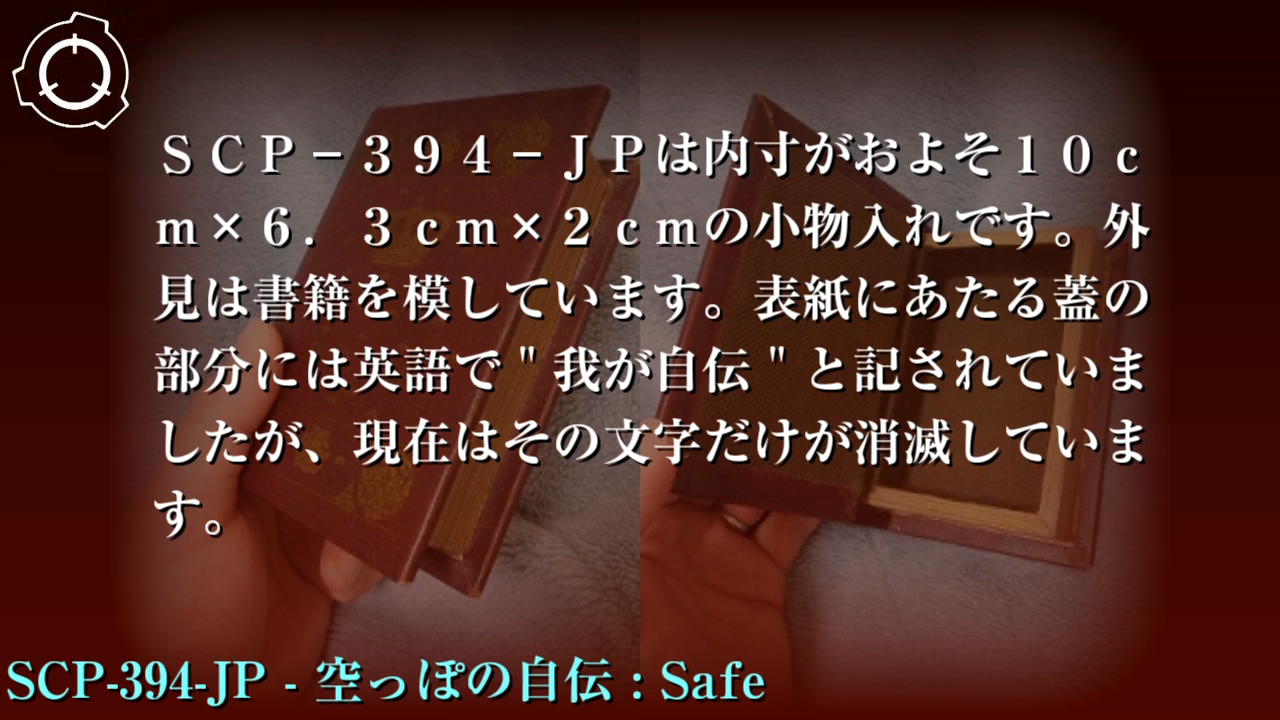 ＳＣＰ－３９４－ＪＰは内寸がおよそ１０ｃ
ｍ×６．３ｃｍ×２ｃｍの小物入れです。外
見は書籍を模しています。表紙にあたる蓋の
部分には英語で＂我が自伝＂と記されていま
したが、現在はその文字だけが消滅していま
す。
SCP-394-JP - 空っぽの自伝 : Safe